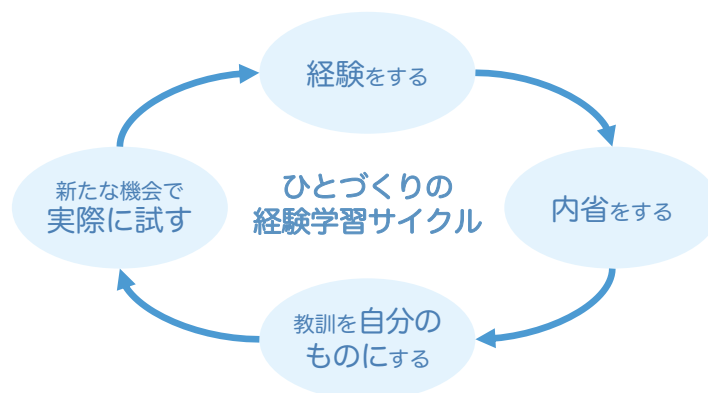 経験をする
新たな機会で
実際に試す
ひとづくりの
経験学習サイクル
内省をする
教訓を自分の
ものにする